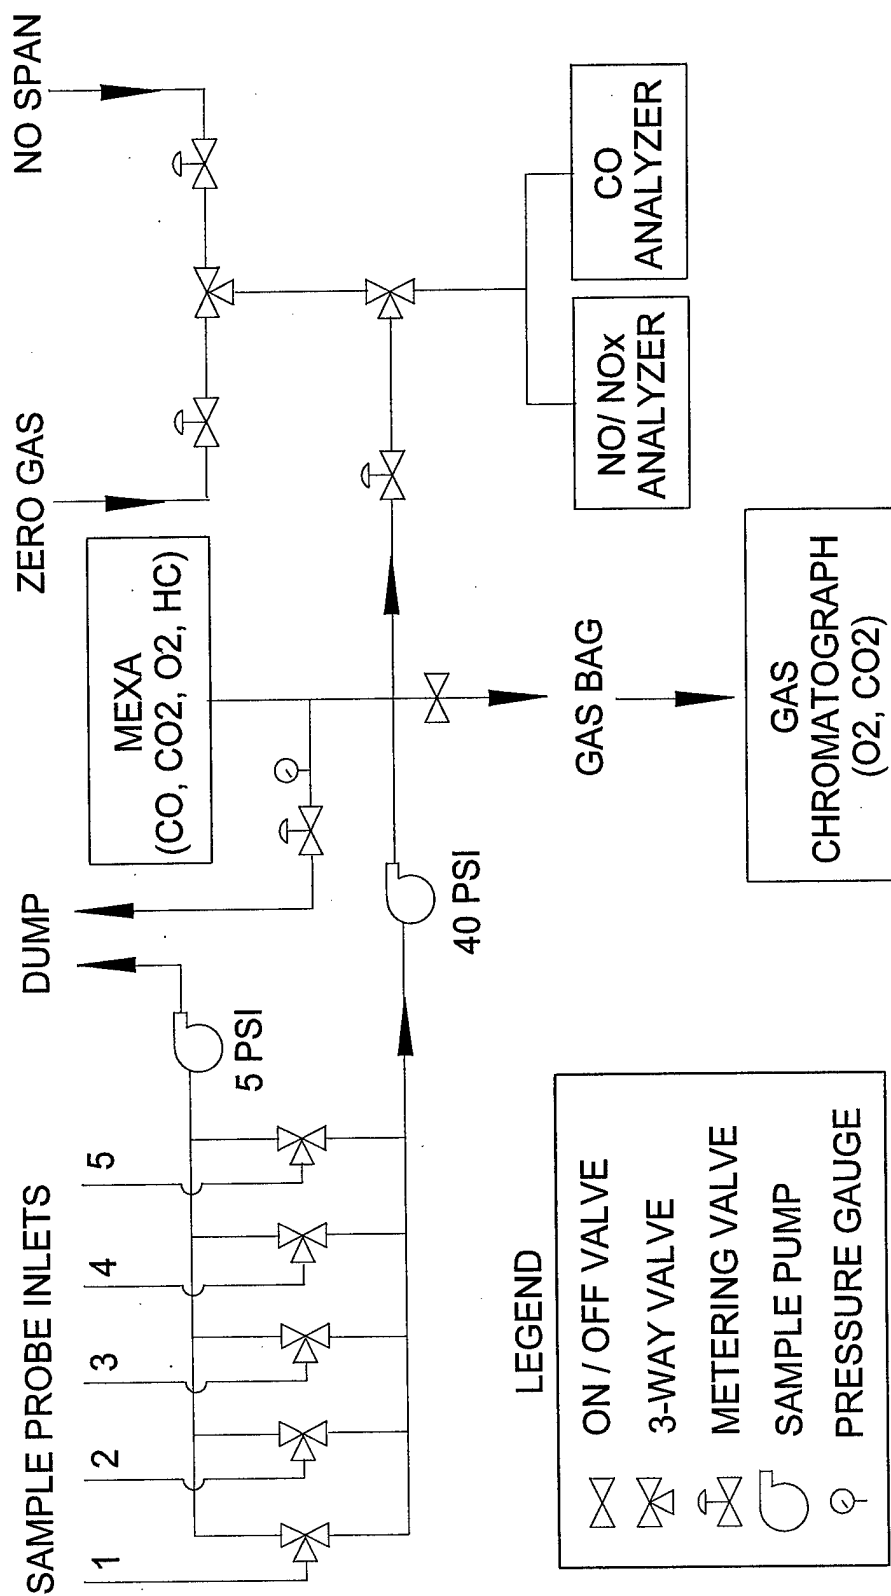 SAMPLE PROBE INLETS
1
2
3
4
5
DUMP
5 PSI
40 PSI
MEXA
(CO, CO2, O2, HC)
ZERO GAS
NO SPAN
GAS BAG
GAS
CHROMATOGRAPH
(O2, CO2)
NO/ NOx
ANALYZER
CO
ANALYZER
LEGEND
ON / OFF VALVE
3-WAY VALVE
METERING VALVE
SAMPLE PUMP
PRESSURE GAUGE